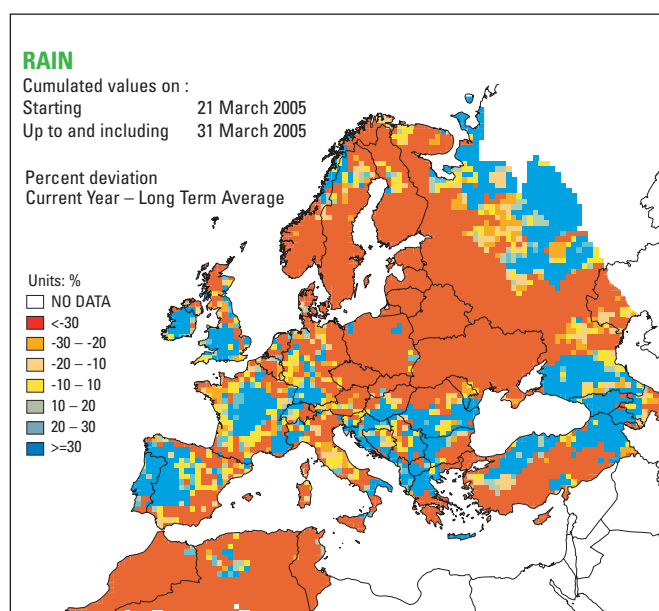 RAIN
Cumulated values on :
Starting 21 March 2005
Up to and including 31 March 2005
Percent deviation
Current Year – Long Term Average
Units: %
NO DATA
<-30
-30 – -20
-20 – -10
-10 – 10
10 – 20
20 – 30
>=30